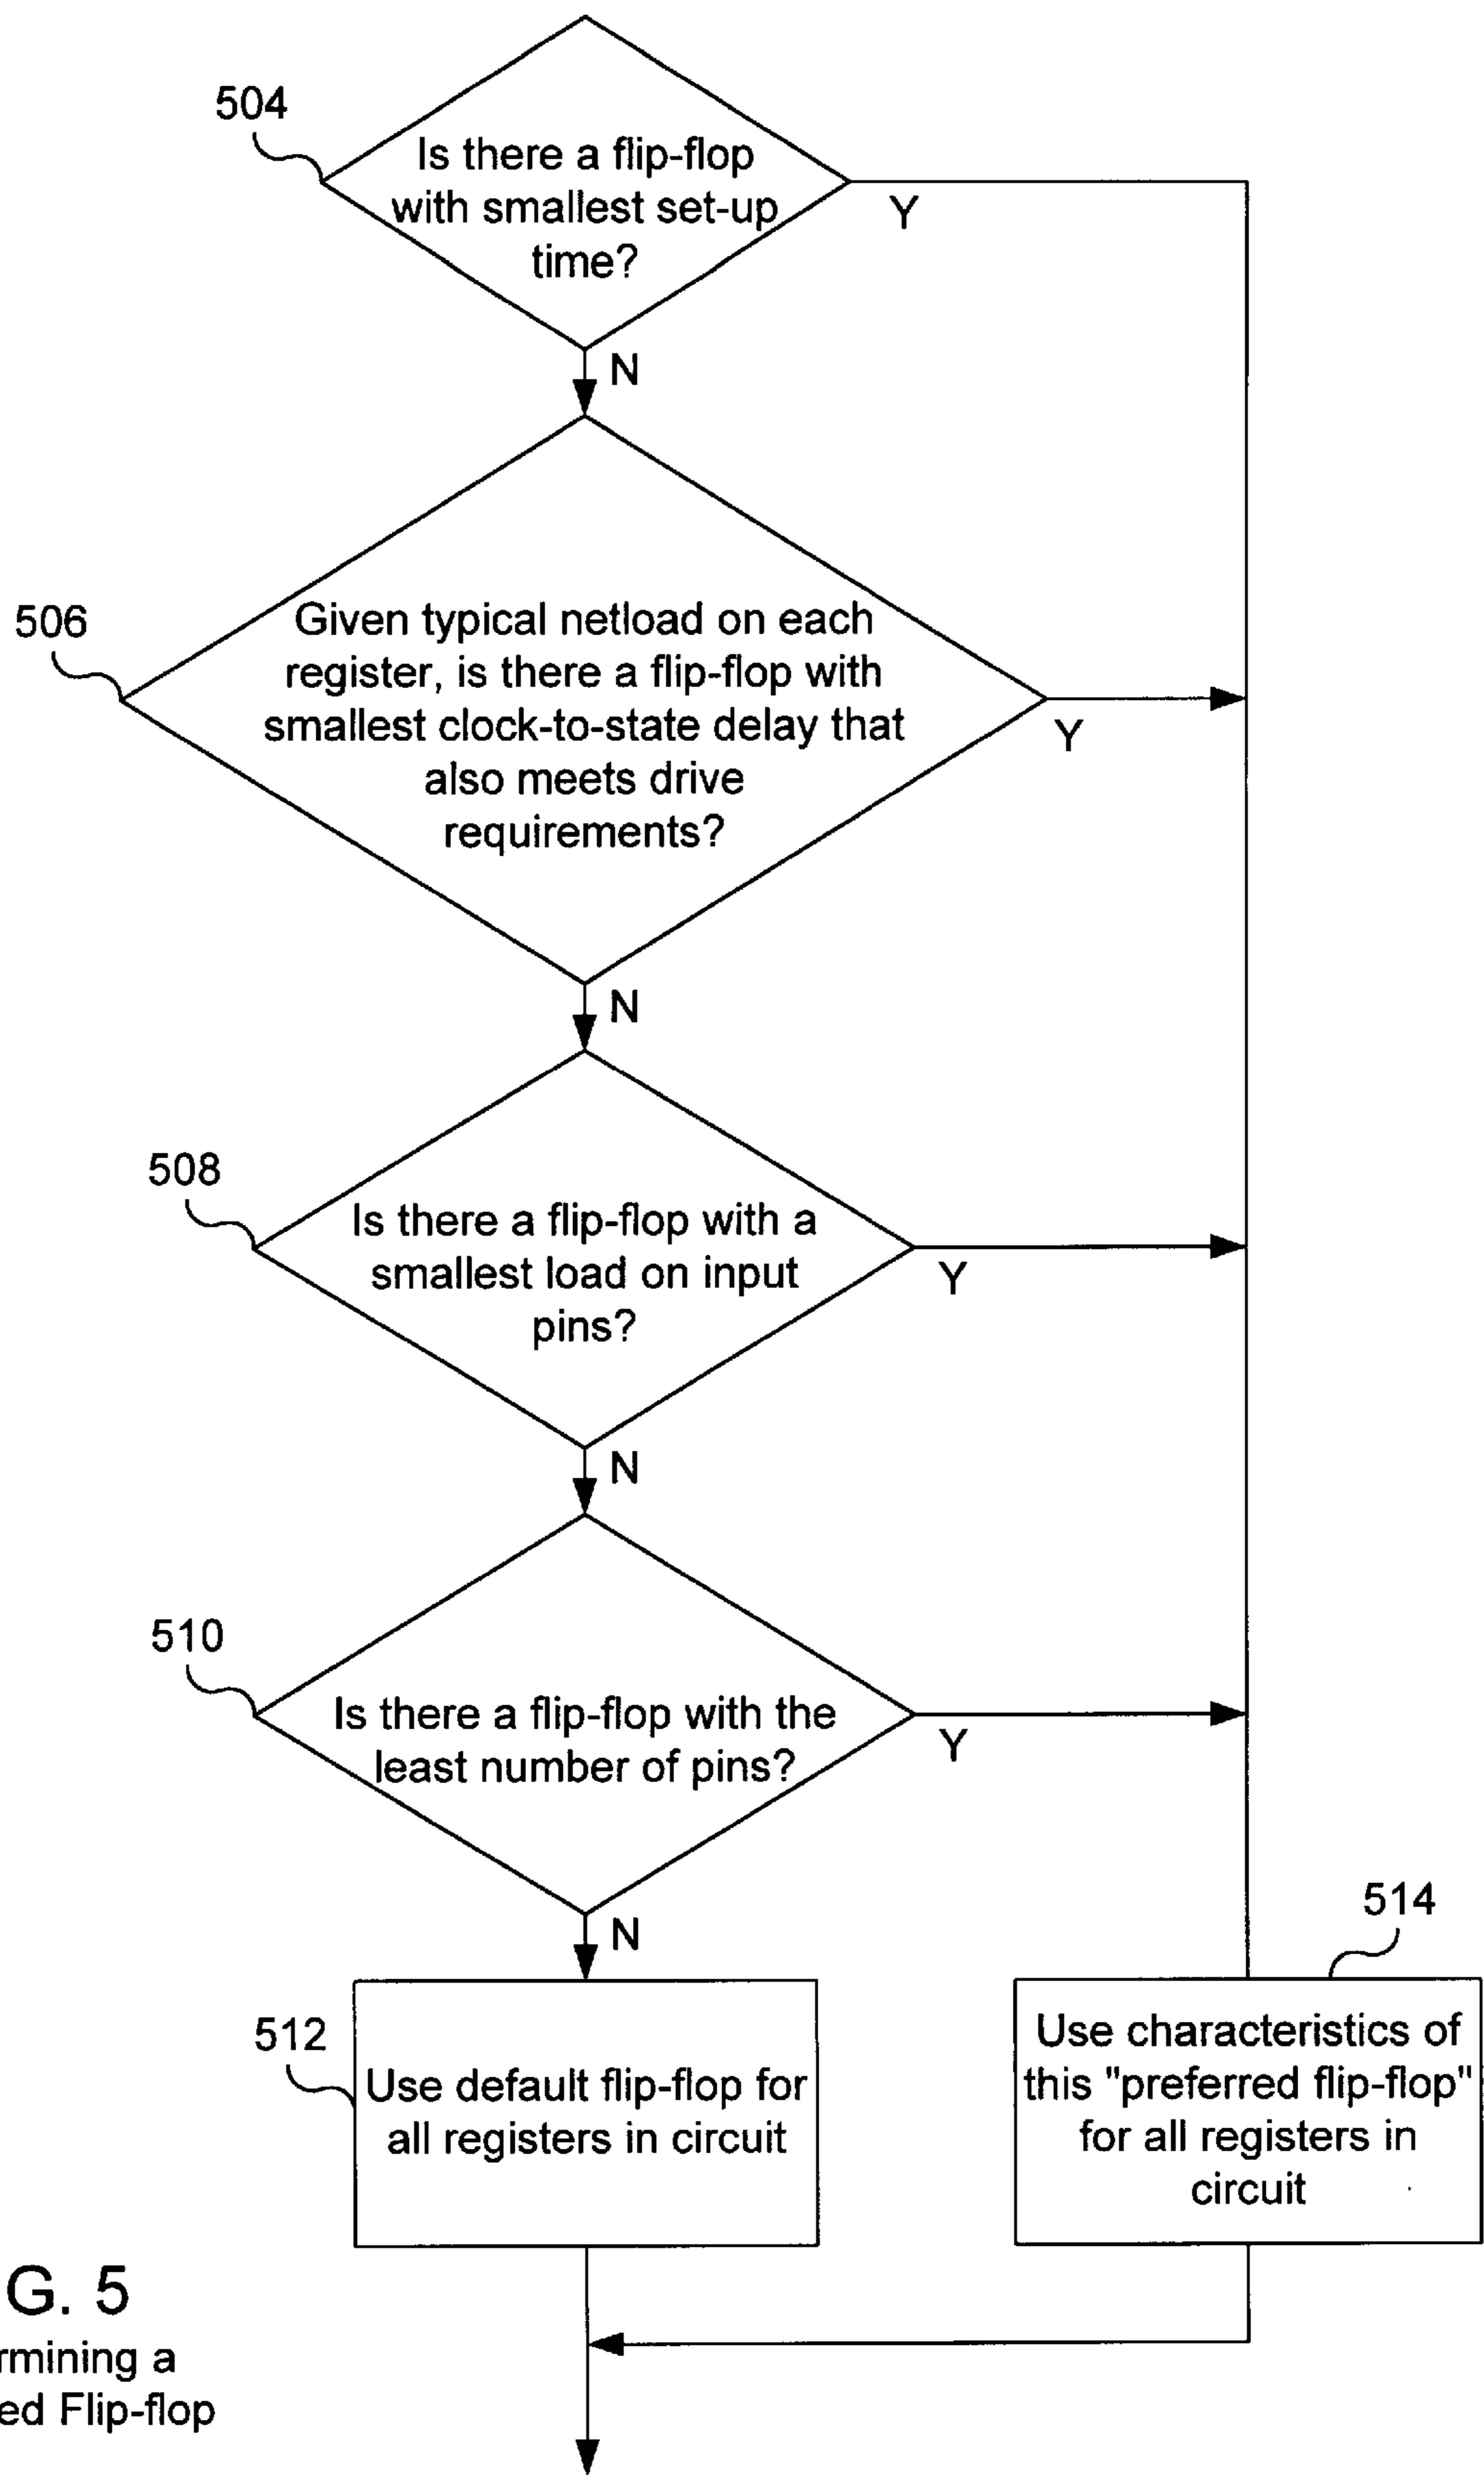 504
Is there a flip-flop
with smallest set-up
time?
Y
N
506
Given typical netload on each
register, is there a flip-flop with
smallest clock-to-state delay that
also meets drive
requirements?
Y
N
508
Is there a flip-flop with a
smallest load on input
pins?
Y
N
510
Is there a flip-flop with the
least number of pins?
Y
N
512
Use default flip-flop for
all registers in circuit
514
Use characteristics of
this "preferred flip-flop"
for all registers in
circuit
G. 5
rmining a
ed Flip-flop